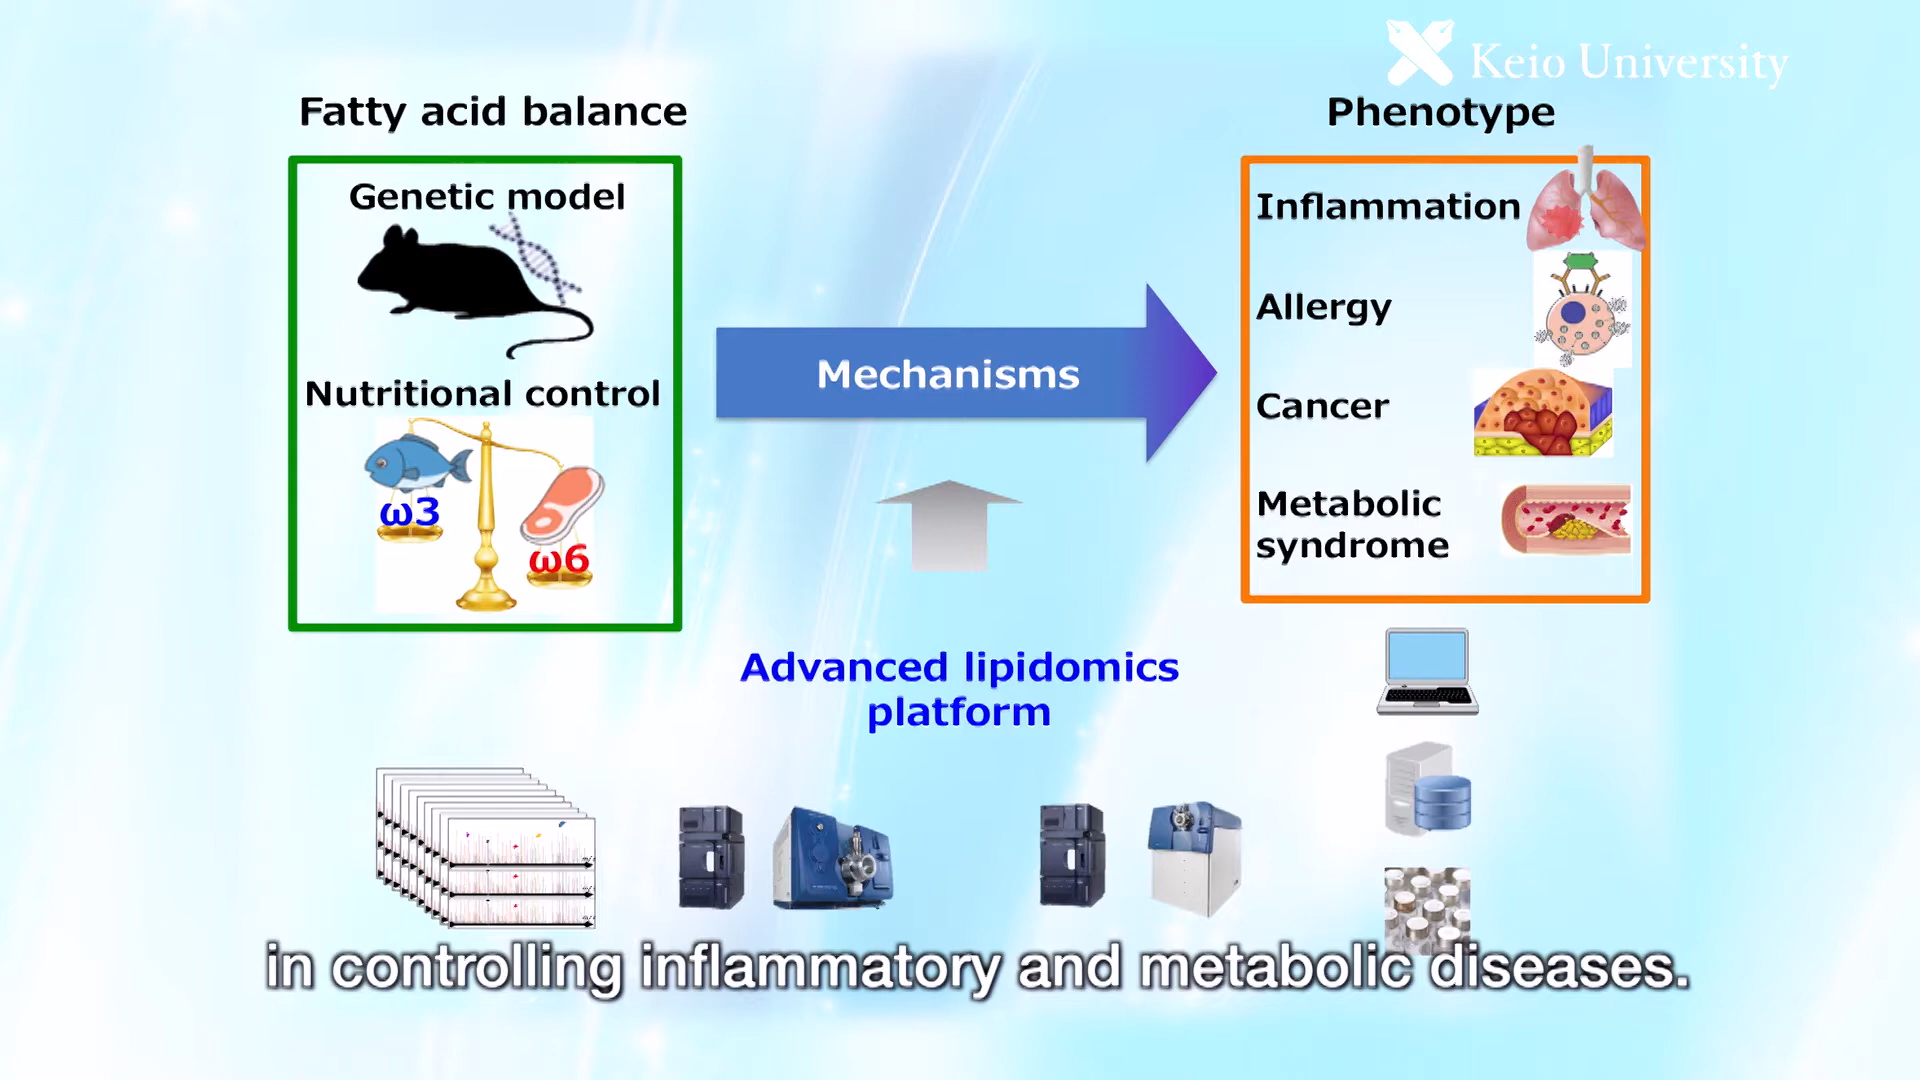 Keio University
Fatty acid balance
Genetic model
Nutritional control
ω3
ω6
Mechanisms
Phenotype
Inflammation
Allergy
Cancer
Metabolic
syndrome
Advanced lipidomics
platform
in controlling inflammatory and metabolic diseases.